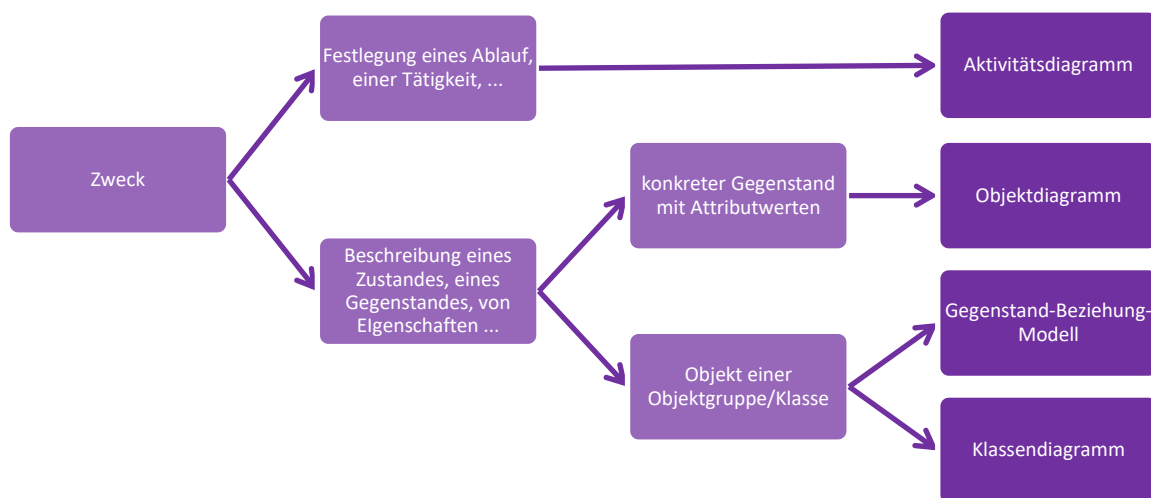 Festlegung eines Ablauf,
einer Tätigkeit, ...
Aktivitätsdiagramm
Zweck
konkreter Gegenstand
mit Attributwerten
Objektdiagramm
Beschreibung eines
Zustandes, eines
Gegenstandes, von
EIgenschaften ...
Gegenstand-Beziehung-
Modell
Objekt einer
Objektgruppe/Klasse
Klassendiagramm